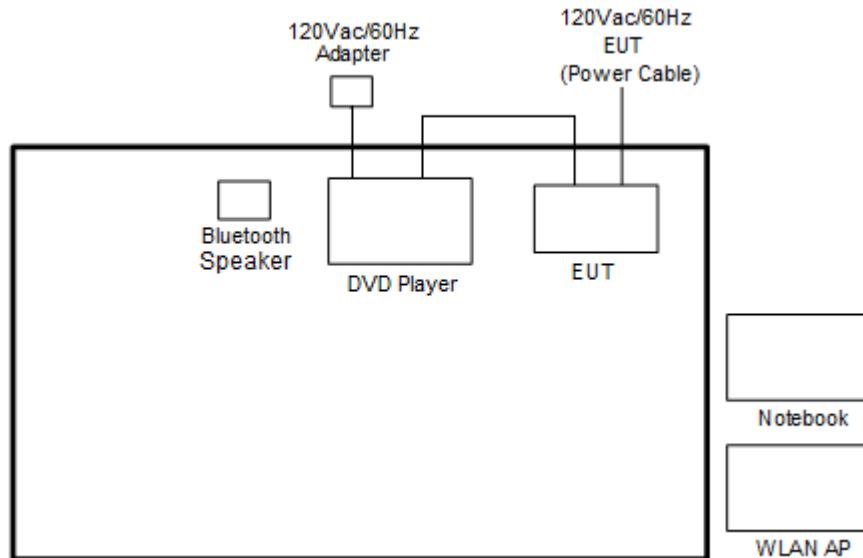 120Vac/60Hz
Adapter
120Vac/60Hz
EUT
(Power Cable)
Bluetooth
Speaker
DVD Player
EUT
Notebook
WLAN AP